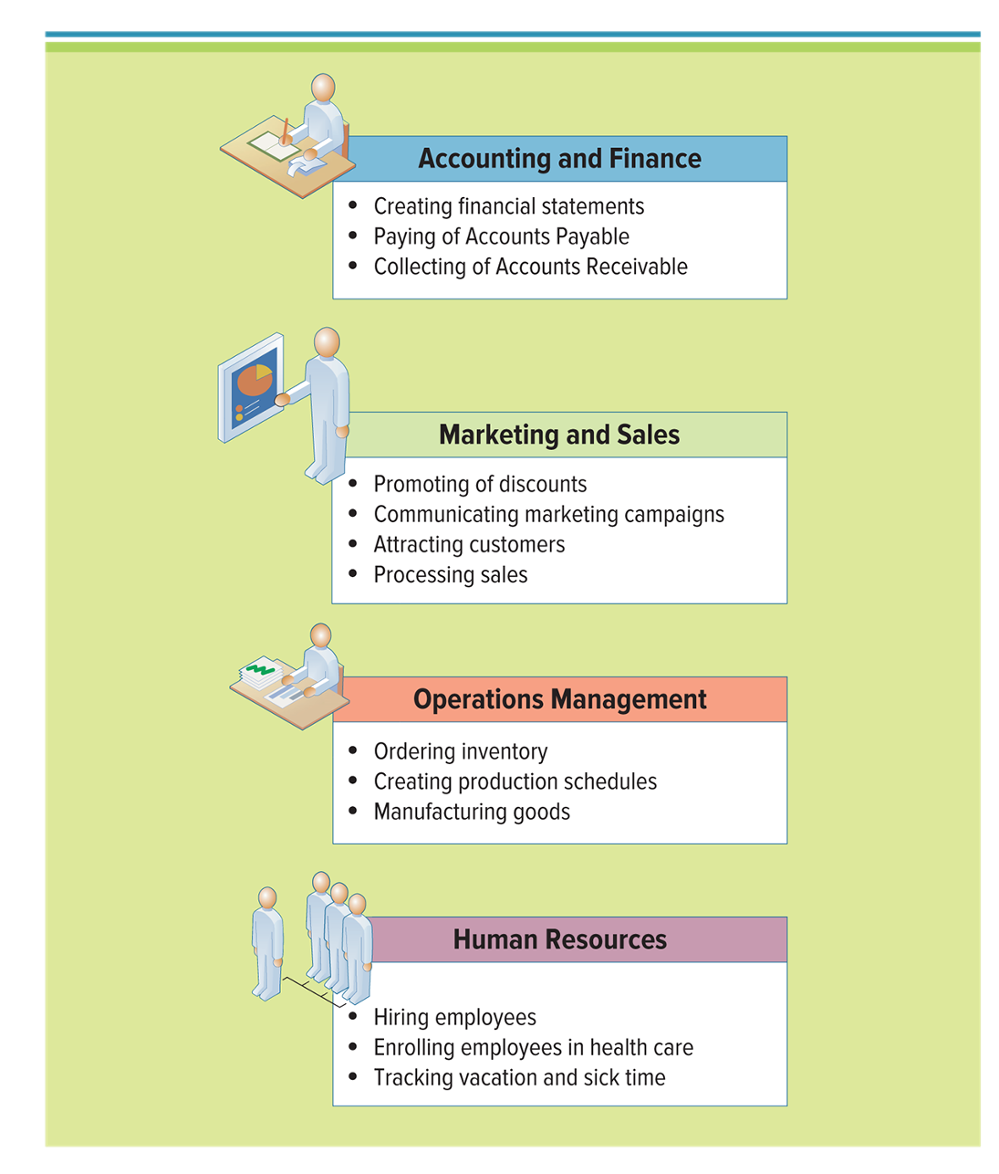 Accounting and Finance
• Creating financial statements
• Paying of Accounts Payable
• Collecting of Accounts Receivable
Marketing and Sales
• Promoting of discounts
• Communicating marketing campaigns
• Attracting customers
• Processing sales
Operations Management
• Ordering inventory
• Creating production schedules
• Manufacturing goods
Human Resources
• Hiring employees
• Enrolling employees in health care
• Tracking vacation and sick time